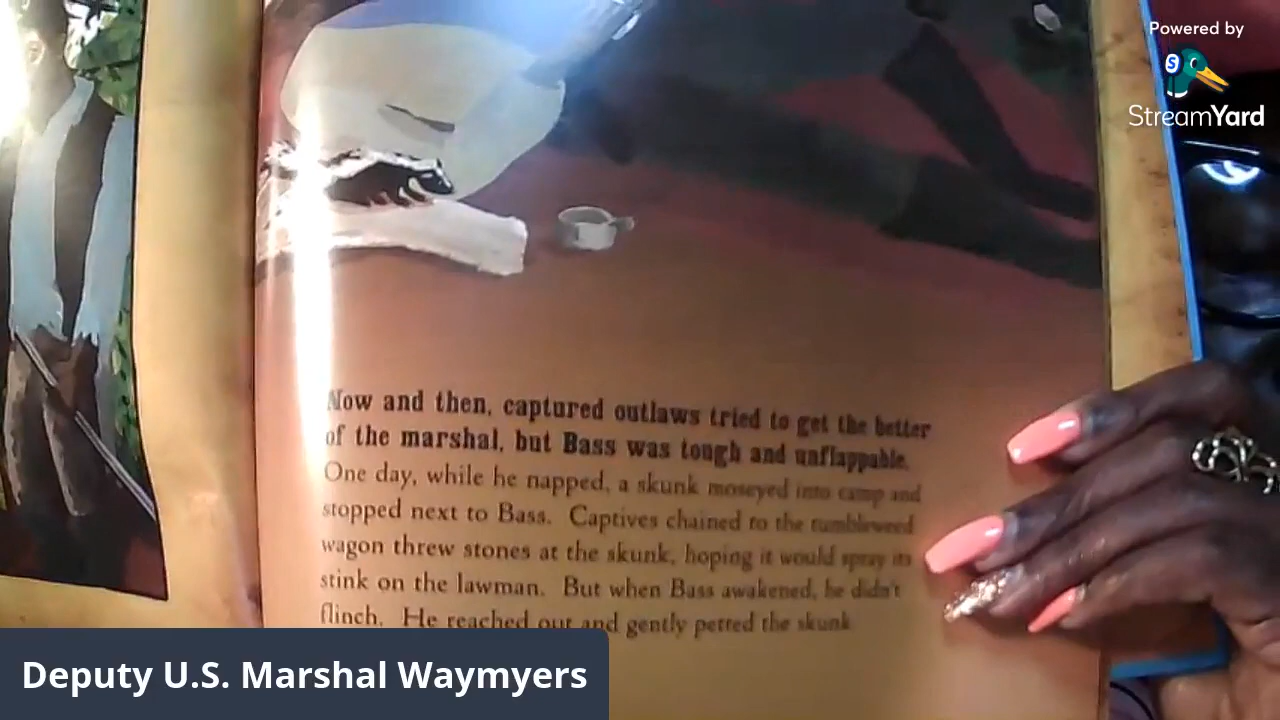 Powered by
StreamYard
Now and then, captured outlaws tried to get the better
of the marshal, but Bass was tough and unflappable.
One day, while he napped, a skunk moseyed into camp and
stopped next to Bass. Captives chained to the tumbleweed
wagon threw stones at the skunk, hoping it would spray its
stink on the lawman. But when Bass awakened, he didn't
flinch. He reached out and gently petted the skunk
Deputy U.S. Marshal Waymyers